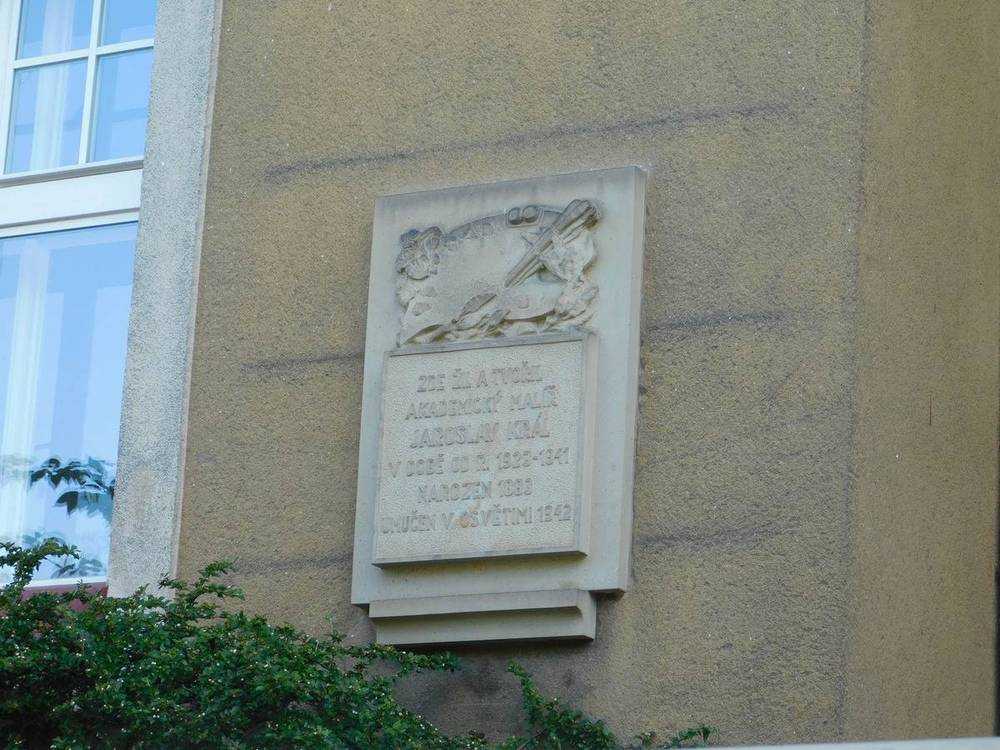 ZDE ŽIL A TVOŘIL
AKADEMICKÝ MALÍŘ
JAROSLAV KRÁL
V DOBĚ OD R. 1923-1941
NAROZEN 1883
UMUČEN V OSVĚTIMI 1942